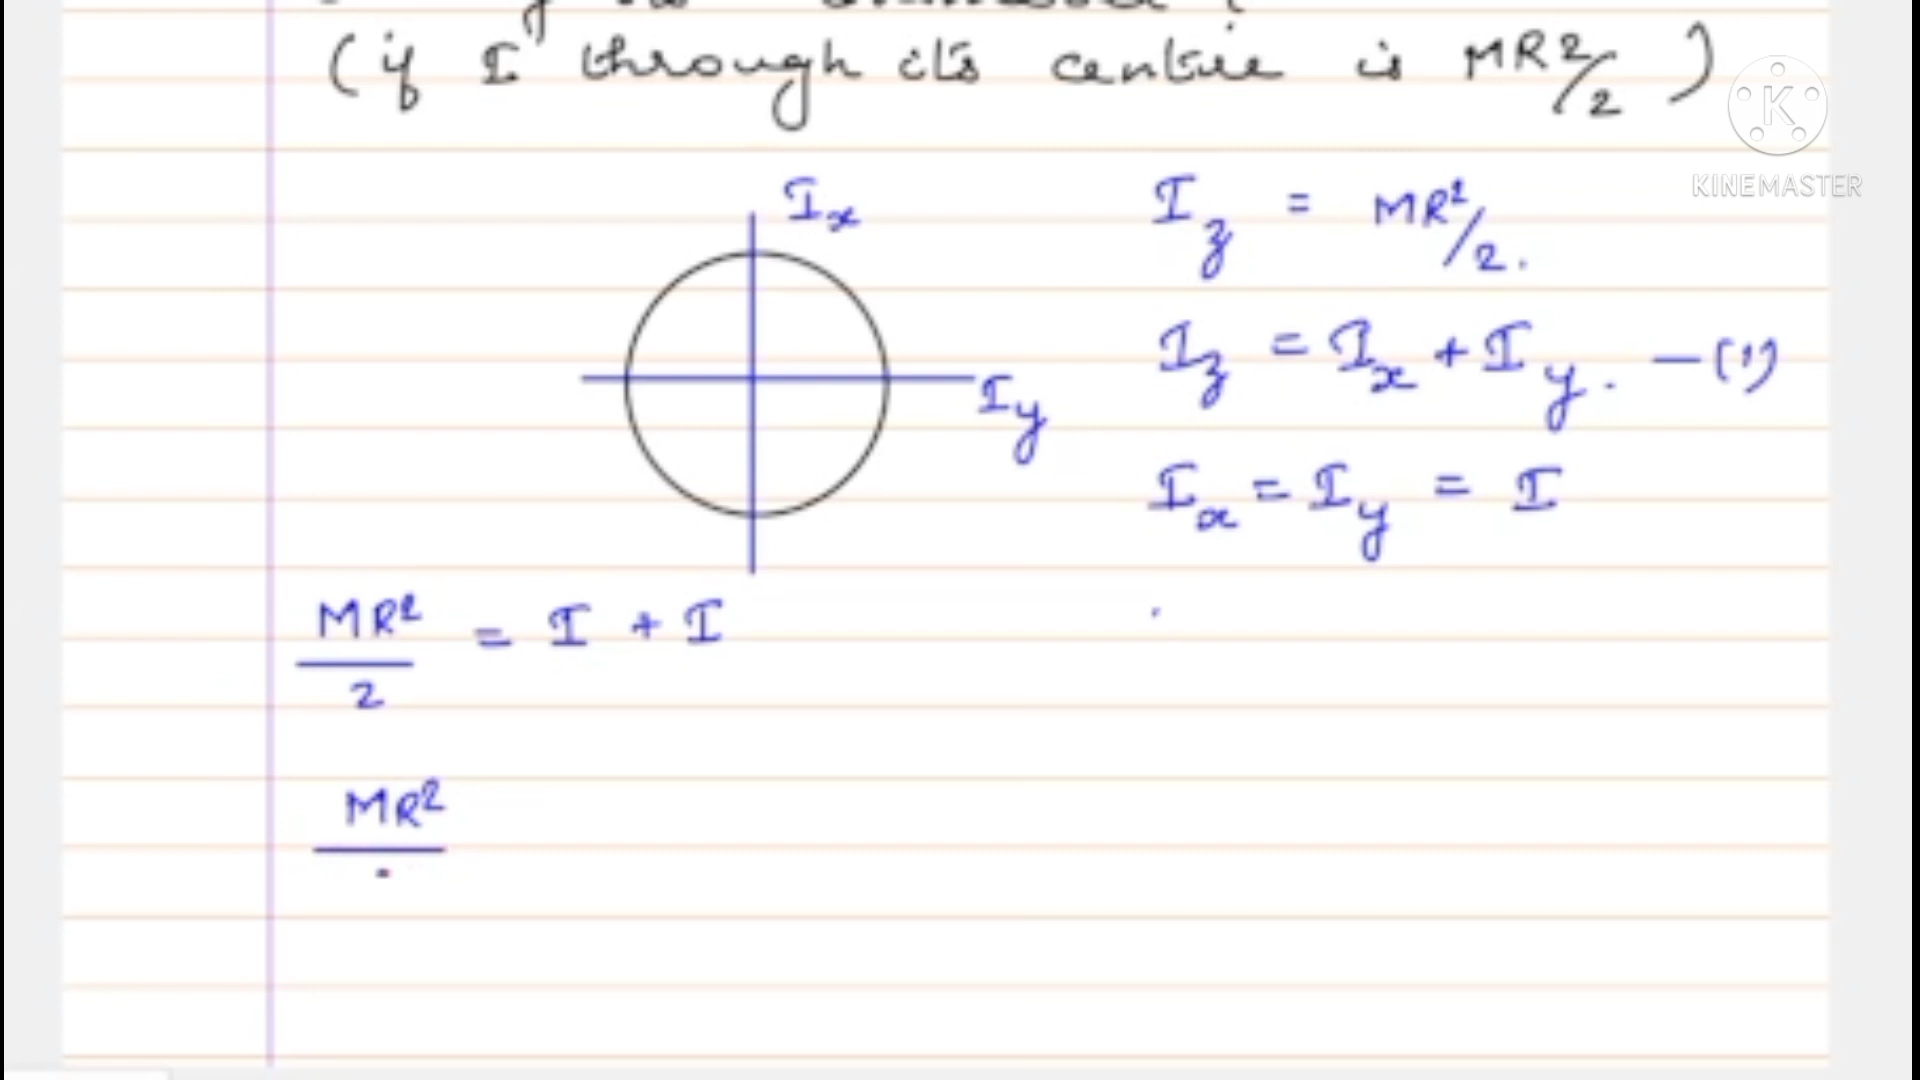 (if I through its centre is MR2/2)
KINEMASTER
Ix
Iz = MR²/2.
Iy
Iz = Ix + Iy. —(1)
Ix = Iy = I
MR²/2 = I + I
MR²